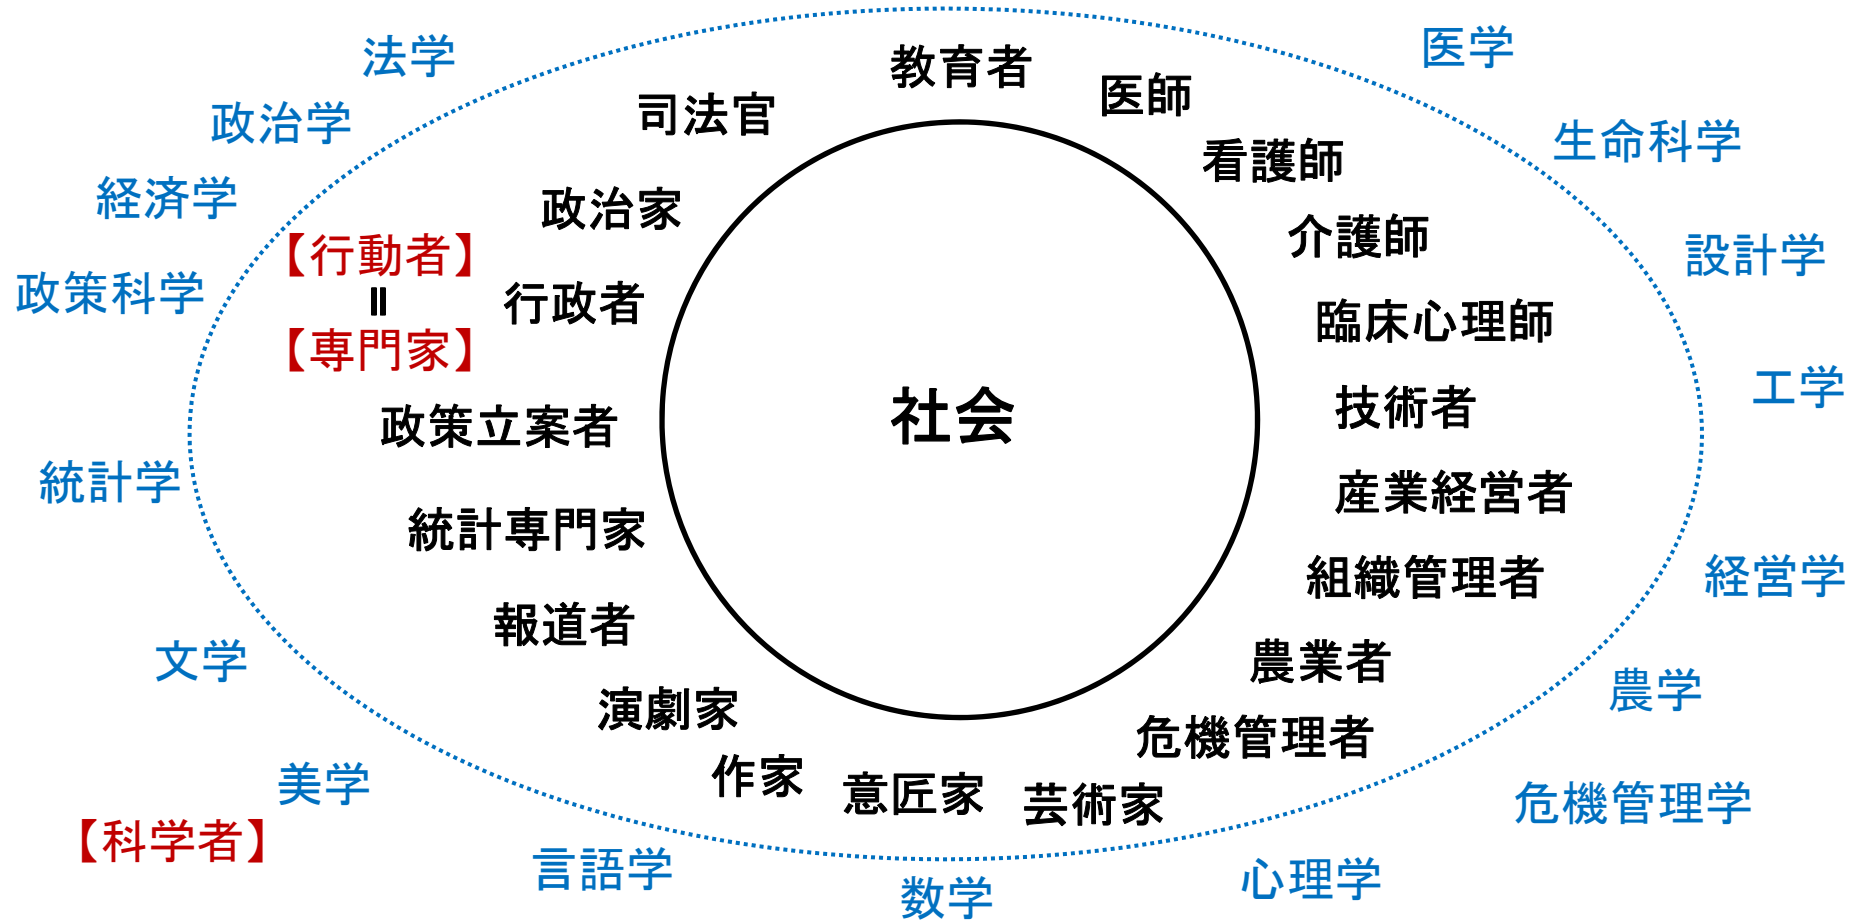 法学
教育者
医学
医師
司法官
政治学
生命科学
看護師
経済学
政治家
介護師
【行動者】
設計学
政策科学
=
行政者
臨床心理師
【専門家】
工学
政策立案者
社会
技術者
統計学
産業経営者
統計専門家
組織管理者
経営学
報道者
文学
農業者
農学
演劇家
危機管理者
美学
作家
意匠家
芸術家
危機管理学
【科学者】
言語学
数学
心理学